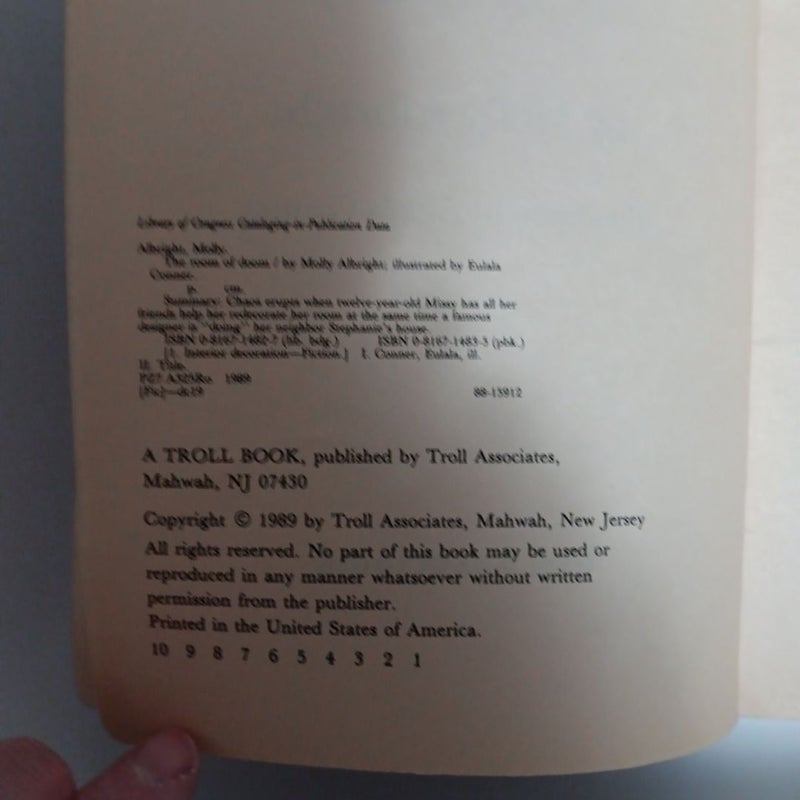 Library of Congress Cataloging-in-Publication Data
Albright, Molly.
The room of doom / by Molly Albright; illustrated by Eulala
Conner.
p. cm.
Summary: Chaos erupts when twelve-year-old Missy has all her
friends help her redecorate her room at the same time a famous
designer is "doing" her neighbor Stephanie's house.
ISBN 0-8167-1482-7 (lib. bdg.) ISBN 0-8167-1483-5 (pbk.)
[1. Interior decoration—Fiction.] I. Conner, Eulala, ill.
II. Title.
PZ7.A325Ro 1989
[Fic]—dc19 88-15912
A TROLL BOOK, published by Troll Associates,
Mahwah, NJ 07430
Copyright © 1989 by Troll Associates, Mahwah, New Jersey
All rights reserved. No part of this book may be used or
reproduced in any manner whatsoever without written
permission from the publisher.
Printed in the United States of America.
10 9 8 7 6 5 4 3 2 1